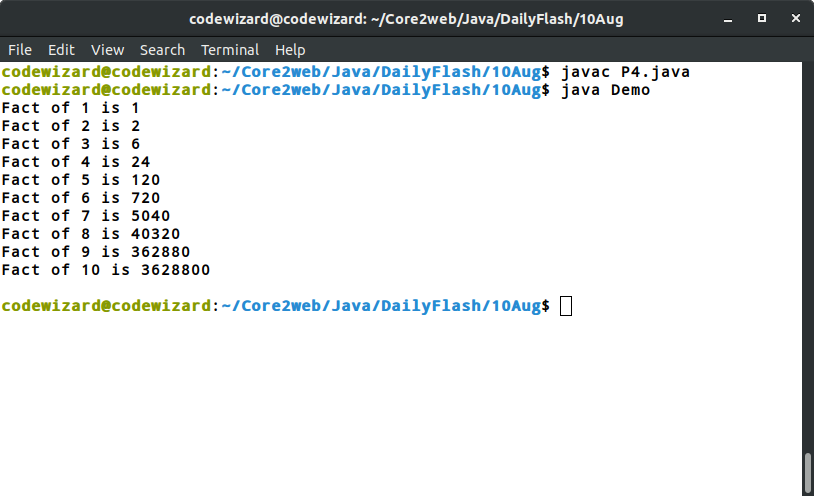 codewizard@codewizard: ~/Core2web/Java/DailyFlash/10Aug
File Edit View Search Terminal Help
codewizard@codewizard:~/Core2web/Java/DailyFlash/10Aug$ javac P4.java
codewizard@codewizard:~/Core2web/Java/DailyFlash/10Aug$ java Demo
Fact of 1 is 1
Fact of 2 is 2
Fact of 3 is 6
Fact of 4 is 24
Fact of 5 is 120
Fact of 6 is 720
Fact of 7 is 5040
Fact of 8 is 40320
Fact of 9 is 362880
Fact of 10 is 3628800
codewizard@codewizard:~/Core2web/Java/DailyFlash/10Aug$